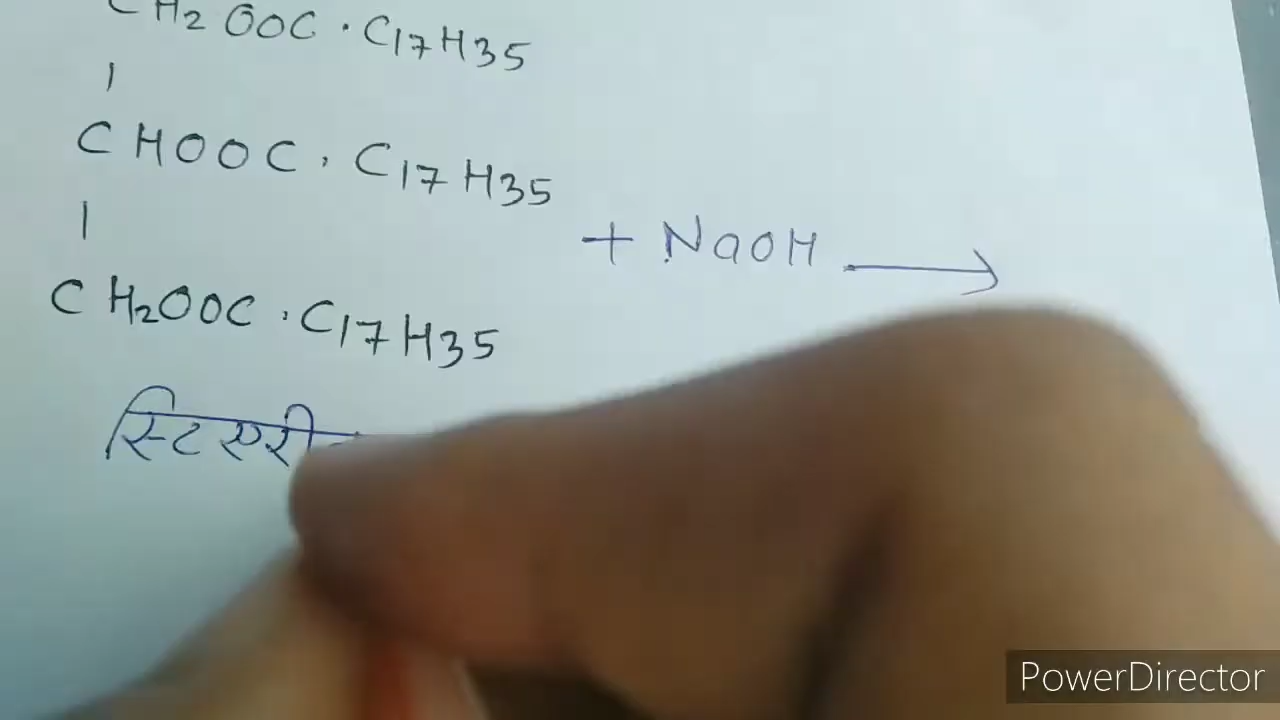 CH2OOC·C17H35
|
CHOOC·C17H35
|
+ NaOH ⟶
CH2OOC·C17H35
PowerDirector